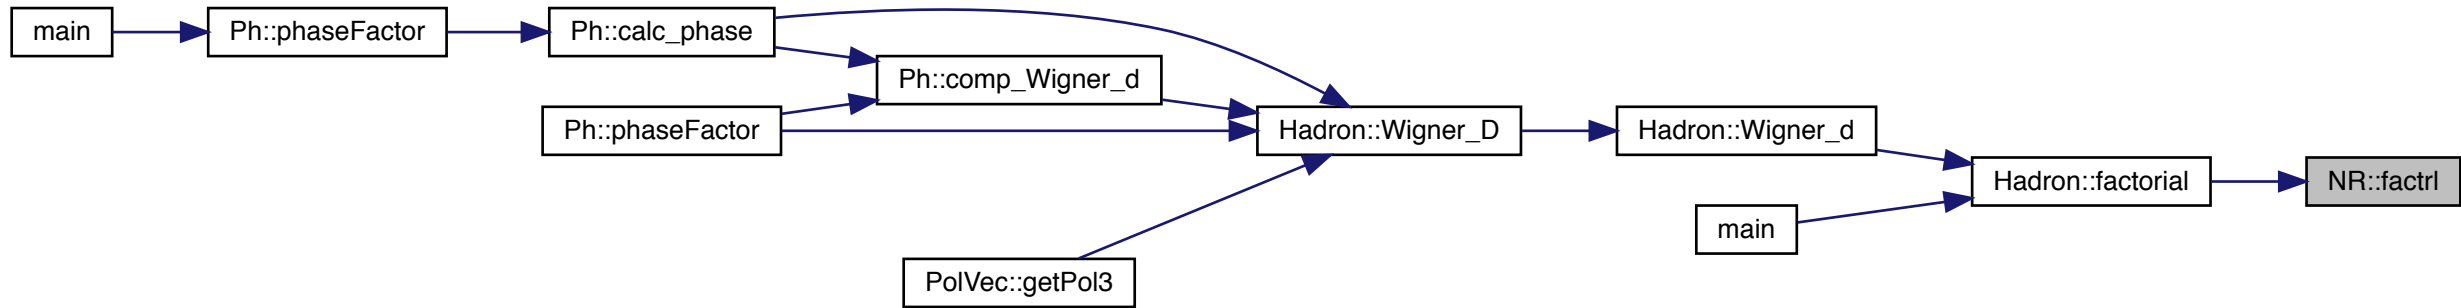 main
Ph::phaseFactor
Ph::calc_phase
Ph::comp_Wigner_d
Ph::phaseFactor
Hadron::Wigner_D
Hadron::Wigner_d
Hadron::factorial
NR::factrl
main
PolVec::getPol3